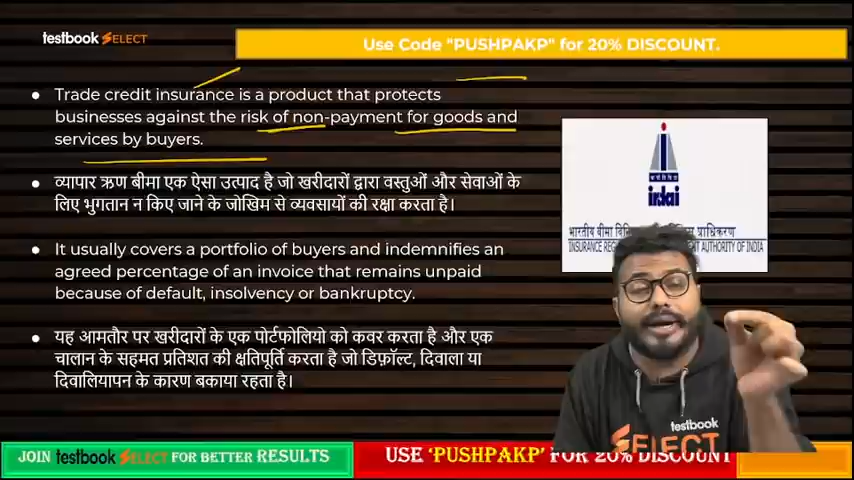 testbook SELECT
Use Code "PUSHPAKP" for 20% DISCOUNT.
Trade credit insurance is a product that protects
businesses against the risk of non-payment for goods and
services by buyers.
व्यापार ऋण बीमा एक ऐसा उत्पाद है जो खरीदारों द्वारा वस्तुओं और सेवाओं के
लिए भुगतान न किए जाने के जोखिम से व्यवसायों की रक्षा करता है।
It usually covers a portfolio of buyers and indemnifies an
agreed percentage of an invoice that remains unpaid
because of default, insolvency or bankruptcy.
यह आमतौर पर खरीदारों के एक पोर्टफोलियो को कवर करता है और एक
चालान के सहमत प्रतिशत की क्षतिपूर्ति करता है जो डिफ़ॉल्ट, दिवाला या
दिवालियापन के कारण बकाया रहता है।
irdai
भारतीय बीमा
INSURANCE AUTHORITY OF INDIA
testbook
SELECT
JOIN testbook SELECT FOR BETTER RESULTS
USE 'PUSHPAKP' FOR 20% DISCOUNT